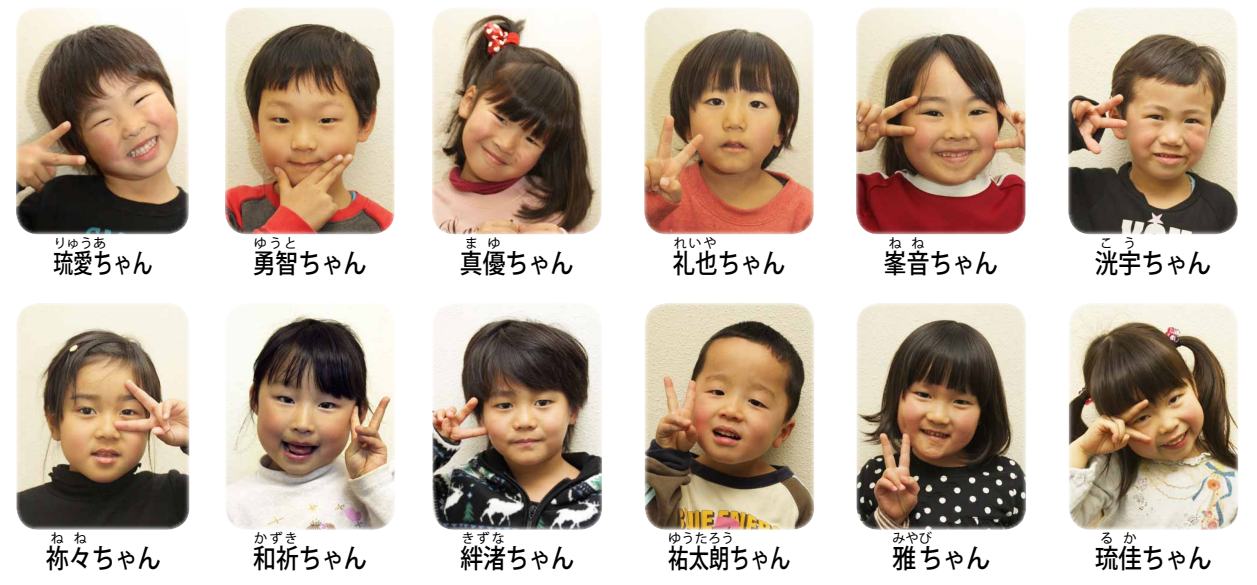 りゅうあ
琉愛ちゃん
ゆうと
勇智ちゃん
まゆ
真優ちゃん
れいや
礼也ちゃん
ねね
峯音ちゃん
こう
洸宇ちゃん
ねね
祢々ちゃん
かずき
和祈ちゃん
きずな
絆渚ちゃん
ゆうたろう
祐太朗ちゃん
みやび
雅ちゃん
るか
琉佳ちゃん